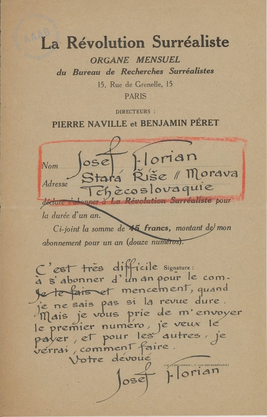 La Révolution Surréaliste
ORGANE MENSUEL
du Bureau de Recherches Surréalistes
15, Rue de Grenelle, 15
PARIS
DIRECTEURS :
PIERRE NAVILLE et BENJAMIN PÉRET
Nom Josef Florian
Adresse Stará Říše // Morava
Tchécoslovaquie
déclare s'abonner à La Révolution Surréaliste pour
la durée d'un an.
Ci-joint la somme de 45 francs, montant de mon
abonnement pour un an (douze numéros).
C'est très difficile Signature :
à s'abonner d'un an pour le com-
Je te fais et mencement, quand
je ne sais pas si la revue dure.
Mais je vous prie de m'envoyer
le premier numéro, je veux le
payer, et pour les autres, je
verrai, comment faire.
Votre dévoué
Josef Florian